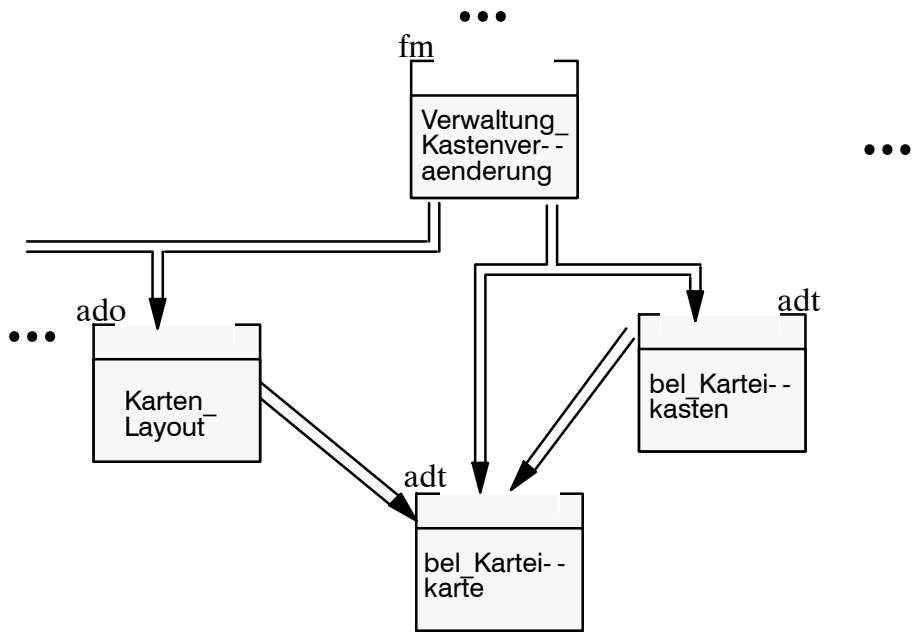 •••
fm
Verwaltung_
Kastenver--
aenderung
•••
ado
adt
•••
Karten_
Layout
bel_Kartei--
kasten
adt
bel_Kartei--
karte